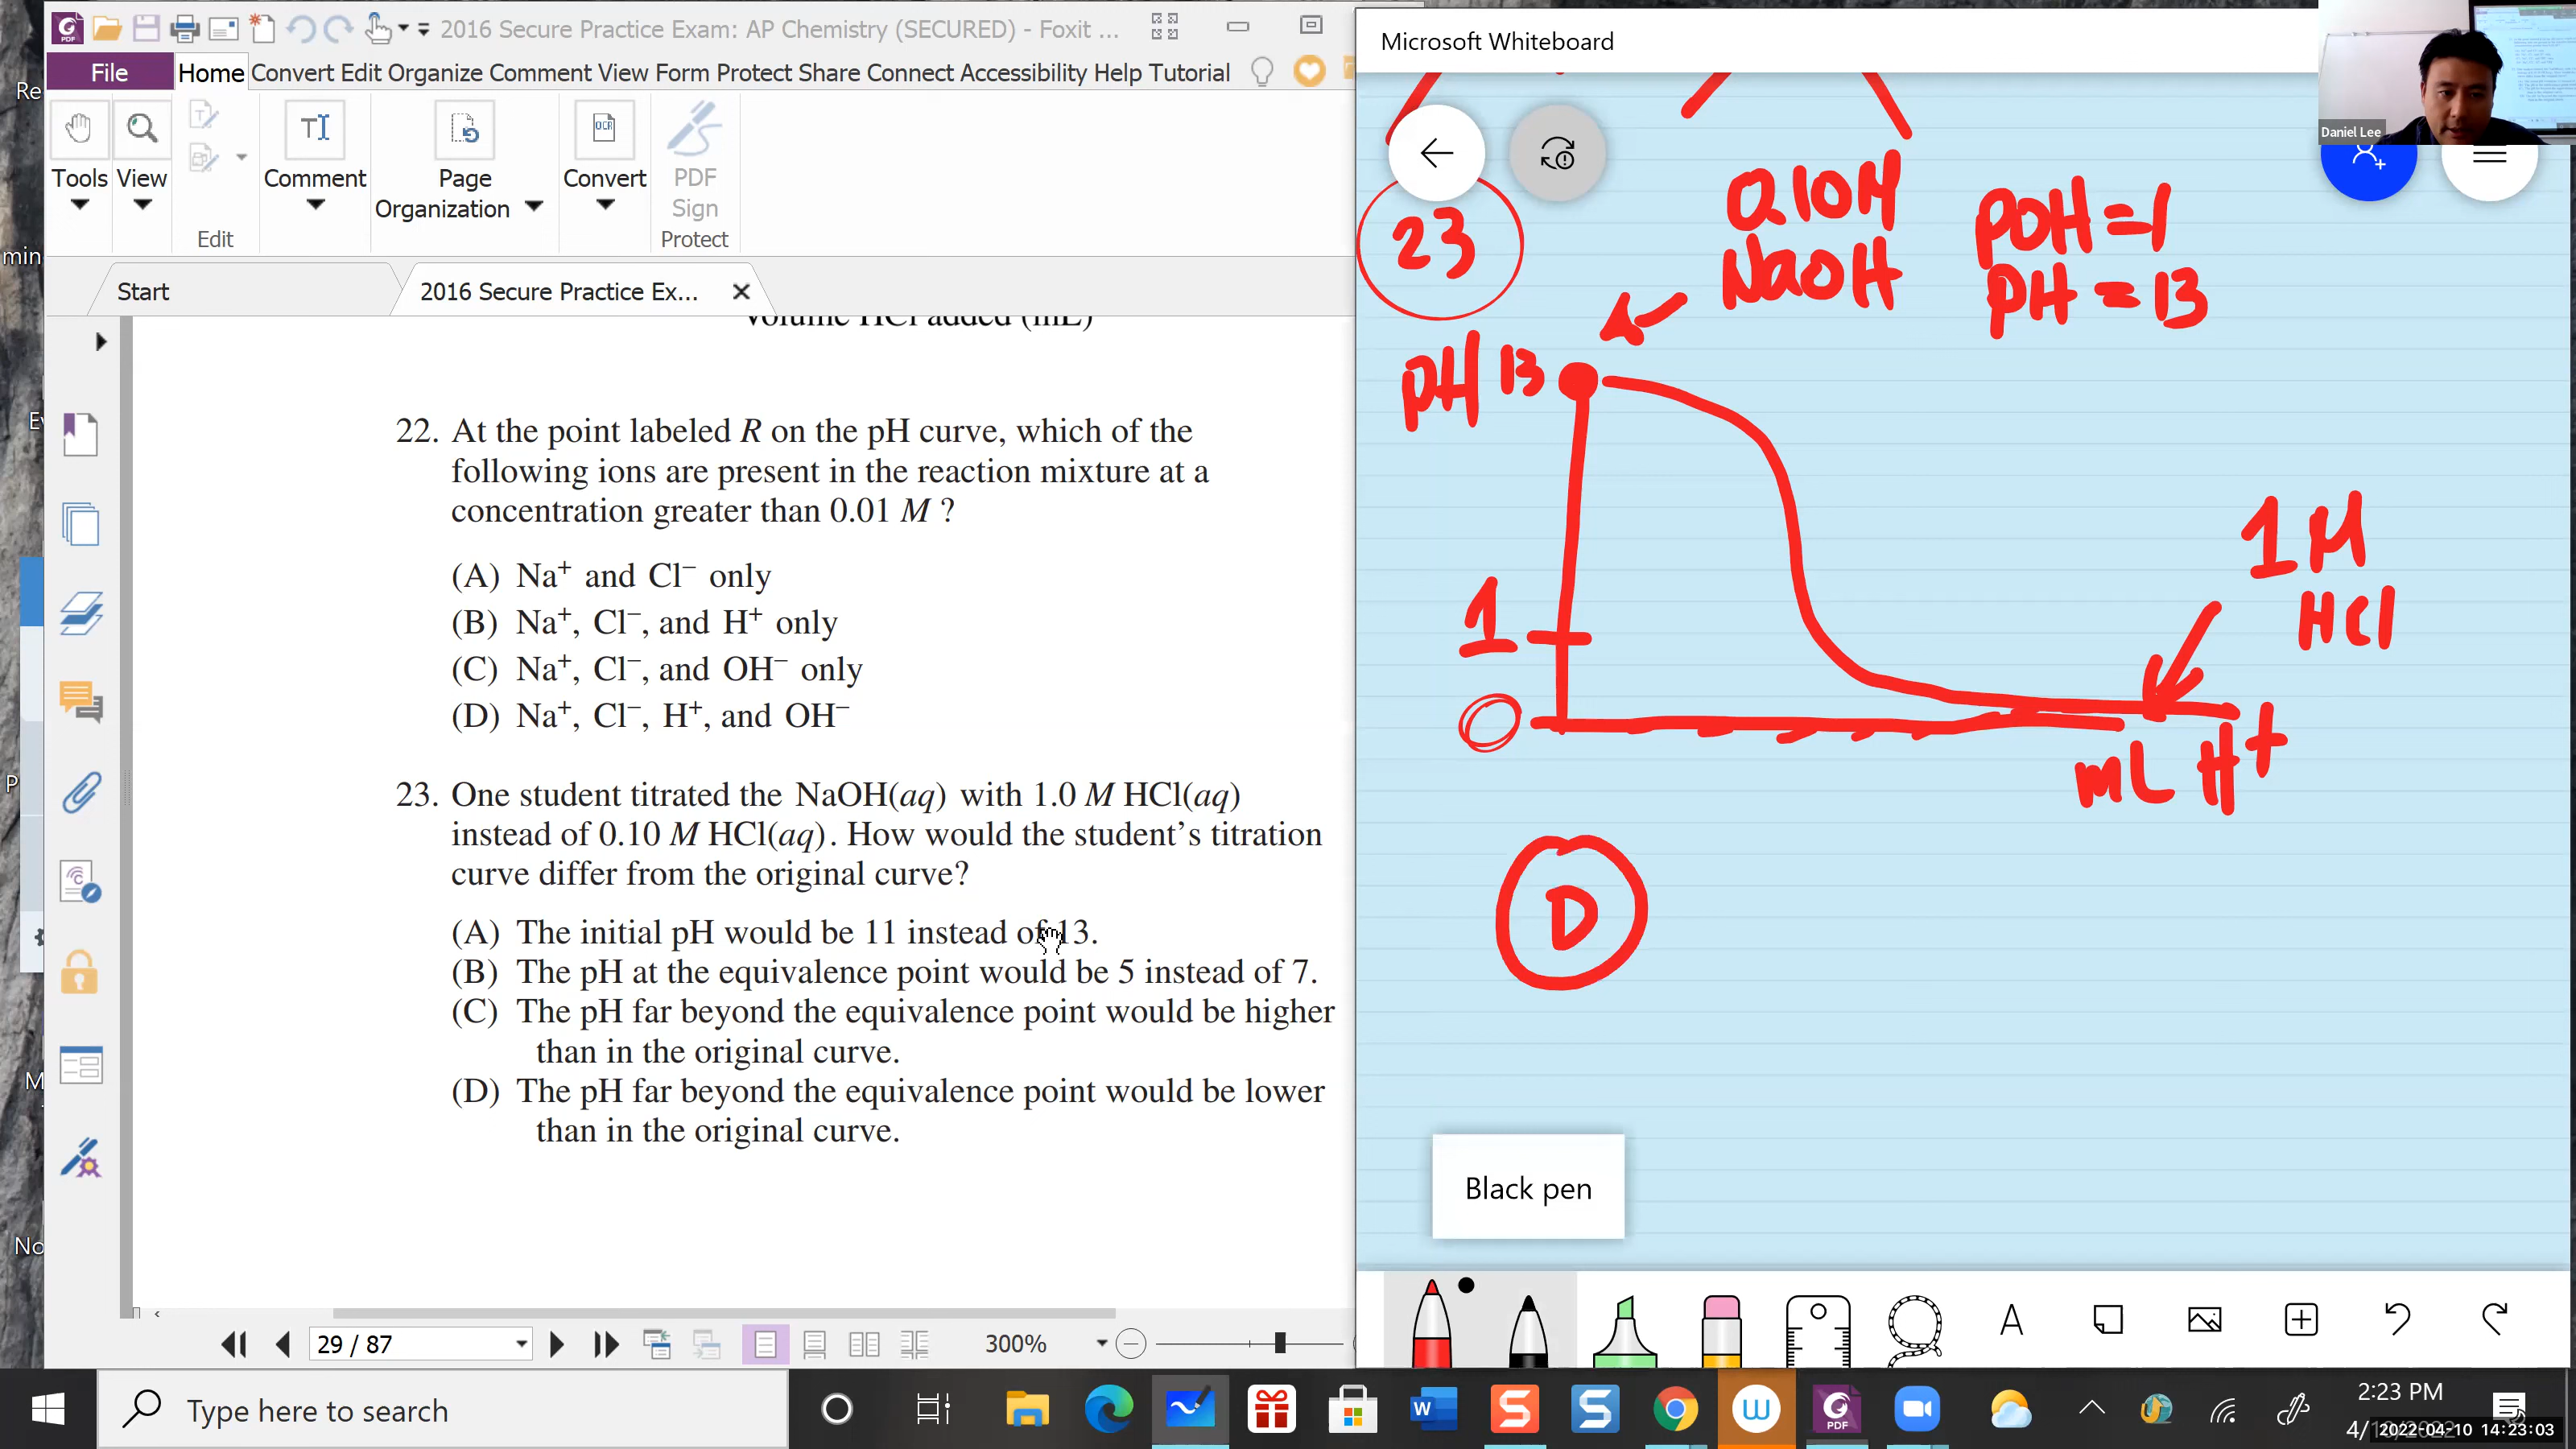 2016 Secure Practice Exam: AP Chemistry (SECURED) - Foxit ...
File Home Convert Edit Organize Comment View Form Protect Share Connect Accessibility Help Tutorial
Tools View Comment Page Organization Convert PDF Sign
Edit Protect
Start 2016 Secure Practice Ex...
Volume HCl added (mL)
22. At the point labeled R on the pH curve, which of the
following ions are present in the reaction mixture at a
concentration greater than 0.01 M ?
(A) Na⁺ and Cl⁻ only
(B) Na⁺, Cl⁻, and H⁺ only
(C) Na⁺, Cl⁻, and OH⁻ only
(D) Na⁺, Cl⁻, H⁺, and OH⁻
23. One student titrated the NaOH(aq) with 1.0 M HCl(aq)
instead of 0.10 M HCl(aq). How would the student's titration
curve differ from the original curve?
(A) The initial pH would be 11 instead of 13.
(B) The pH at the equivalence point would be 5 instead of 7.
(C) The pH far beyond the equivalence point would be higher
than in the original curve.
(D) The pH far beyond the equivalence point would be lower
than in the original curve.
29 / 87
300%
Microsoft Whiteboard
Daniel Lee
23
0.10M
NaOH
pOH = 1
pH = 13
pH 13
1
0
1 M
HCl
mL H+
D
Black pen
Type here to search
2:23 PM
2022-04-10 14:23:03